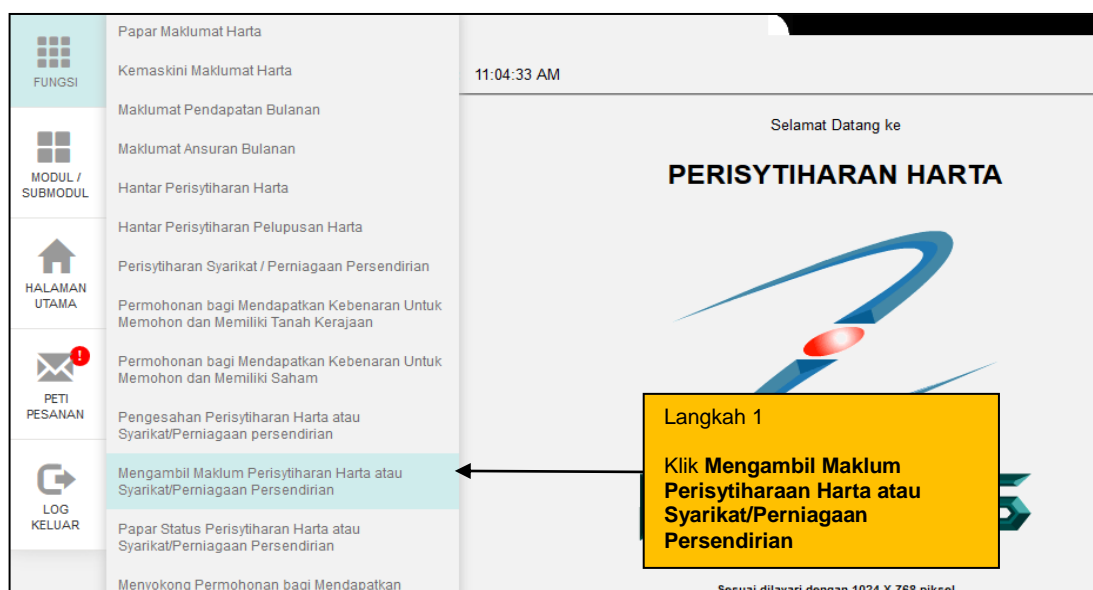 FUNGSI
MODUL /
SUBMODUL
HALAMAN
UTAMA
!
PETI
PESANAN
LOG
KELUAR
Papar Maklumat Harta
Kemaskini Maklumat Harta
Maklumat Pendapatan Bulanan
Maklumat Ansuran Bulanan
Hantar Perisytiharan Harta
Hantar Perisytiharan Pelupusan Harta
Perisytiharan Syarikat / Perniagaan Persendirian
Permohonan bagi Mendapatkan Kebenaran Untuk
Memohon dan Memiliki Tanah Kerajaan
Permohonan bagi Mendapatkan Kebenaran Untuk
Memohon dan Memiliki Saham
Pengesahan Perisytiharan Harta atau
Syarikat/Perniagaan persendirian
Mengambil Maklum Perisytiharan Harta atau
Syarikat/Perniagaan Persendirian
Papar Status Perisytiharan Harta atau
Syarikat/Perniagaan Persendirian
Menyokong Permohonan bagi Mendapatkan
11:04:33 AM
Selamat Datang ke
PERISYTIHARAN HARTA
Langkah 1
Klik Mengambil Maklum
Perisytiharaan Harta atau
Syarikat/Perniagaan
Persendirian
Sesuai dilayari dengan 1024 X 768 piksel